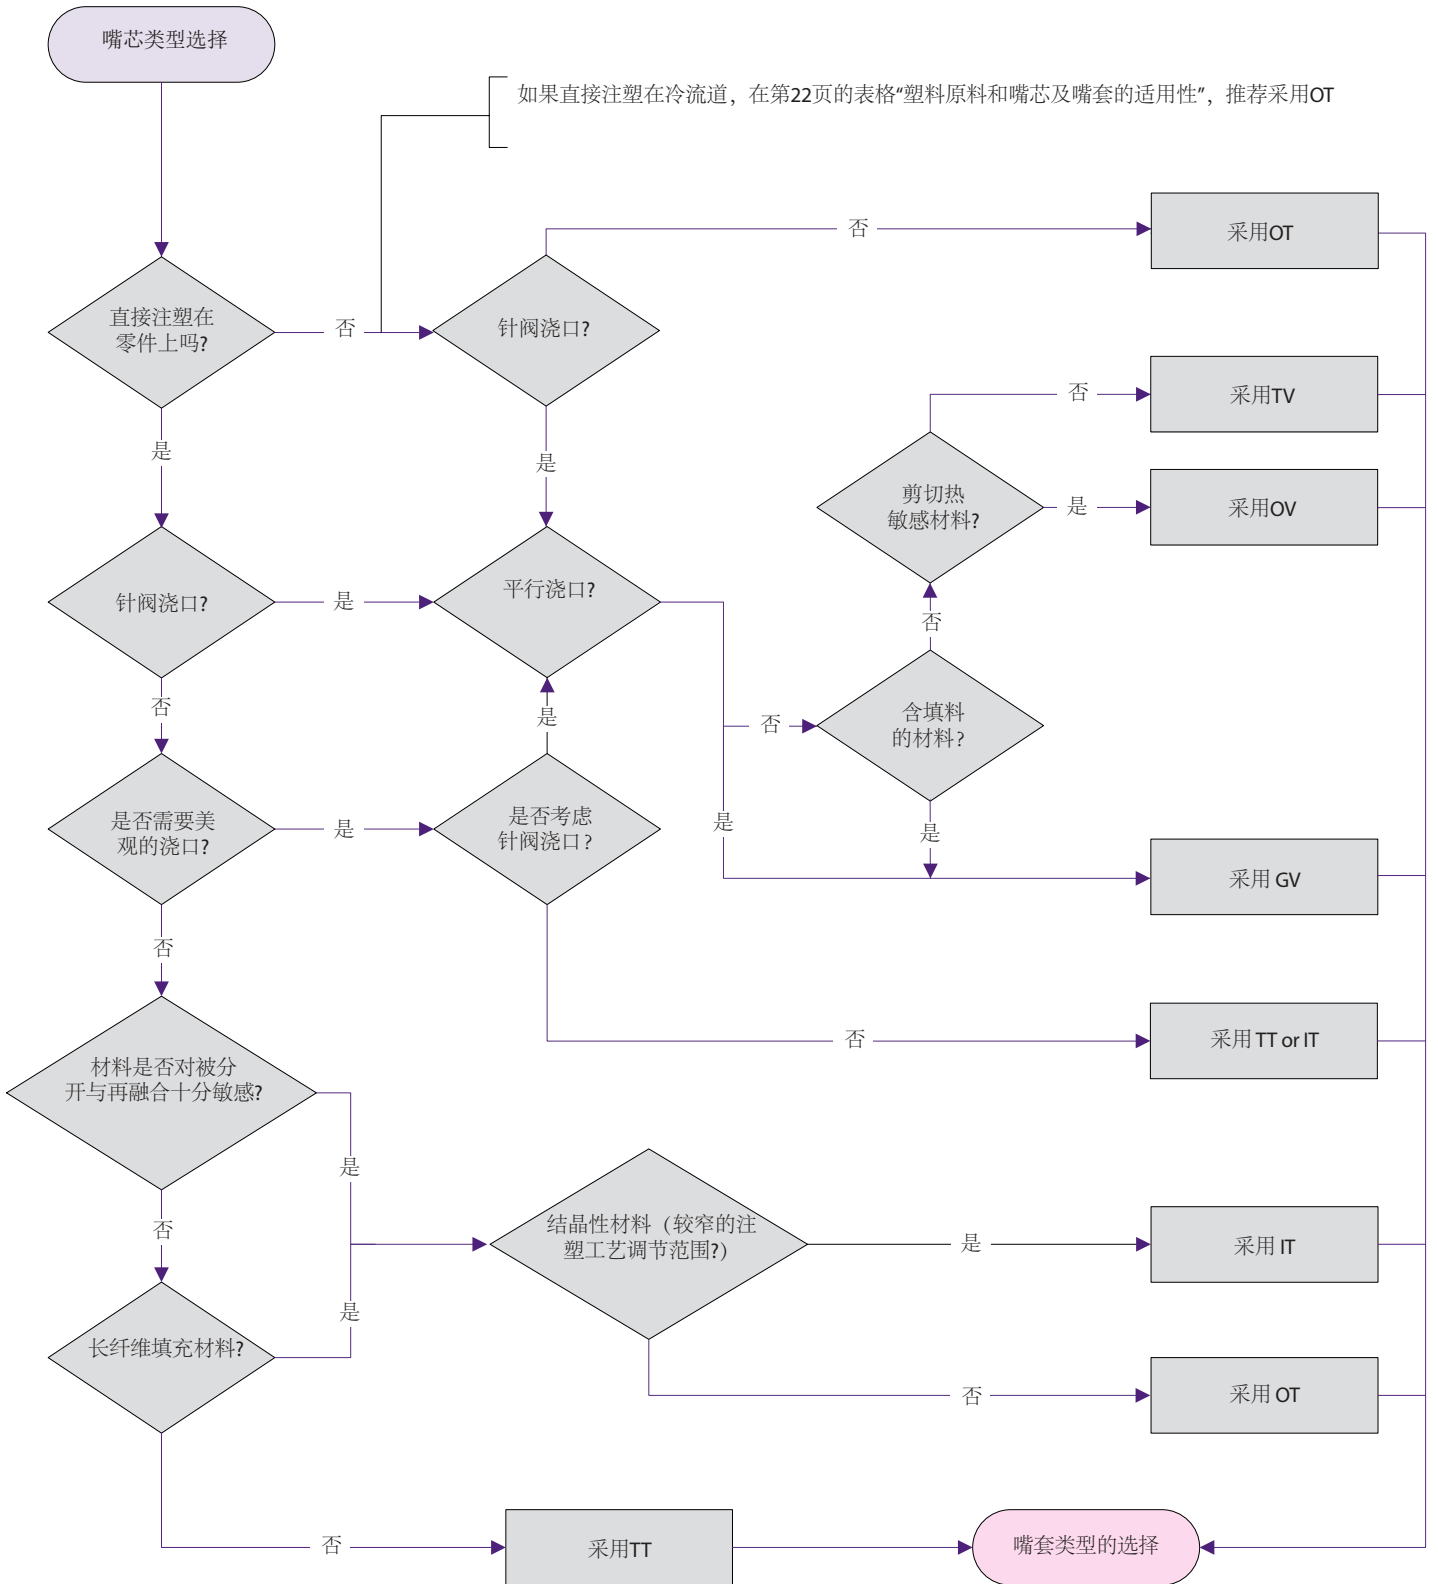 嘴芯类型选择
如果直接注塑在冷流道，在第22页的表格“塑料原料和嘴芯及嘴套的适用性”，推荐采用OT
否
采用OT
直接注塑在
零件上吗?
否
针阀浇口?
否
采用TV
是
是
剪切热
敏感材料?
是
采用OV
针阀浇口?
是
平行浇口?
否
否
是
否
含填料
的材料?
是否需要美
观的浇口?
是
是否考虑
针阀浇口?
是
是
采用 GV
否
否
采用 TT or IT
材料是否对被分
开与再融合十分敏感?
是
否
结晶性材料（较窄的注
塑工艺调节范围?）
是
采用 IT
是
长纤维填充材料?
否
采用 OT
否
采用TT
嘴套类型的选择